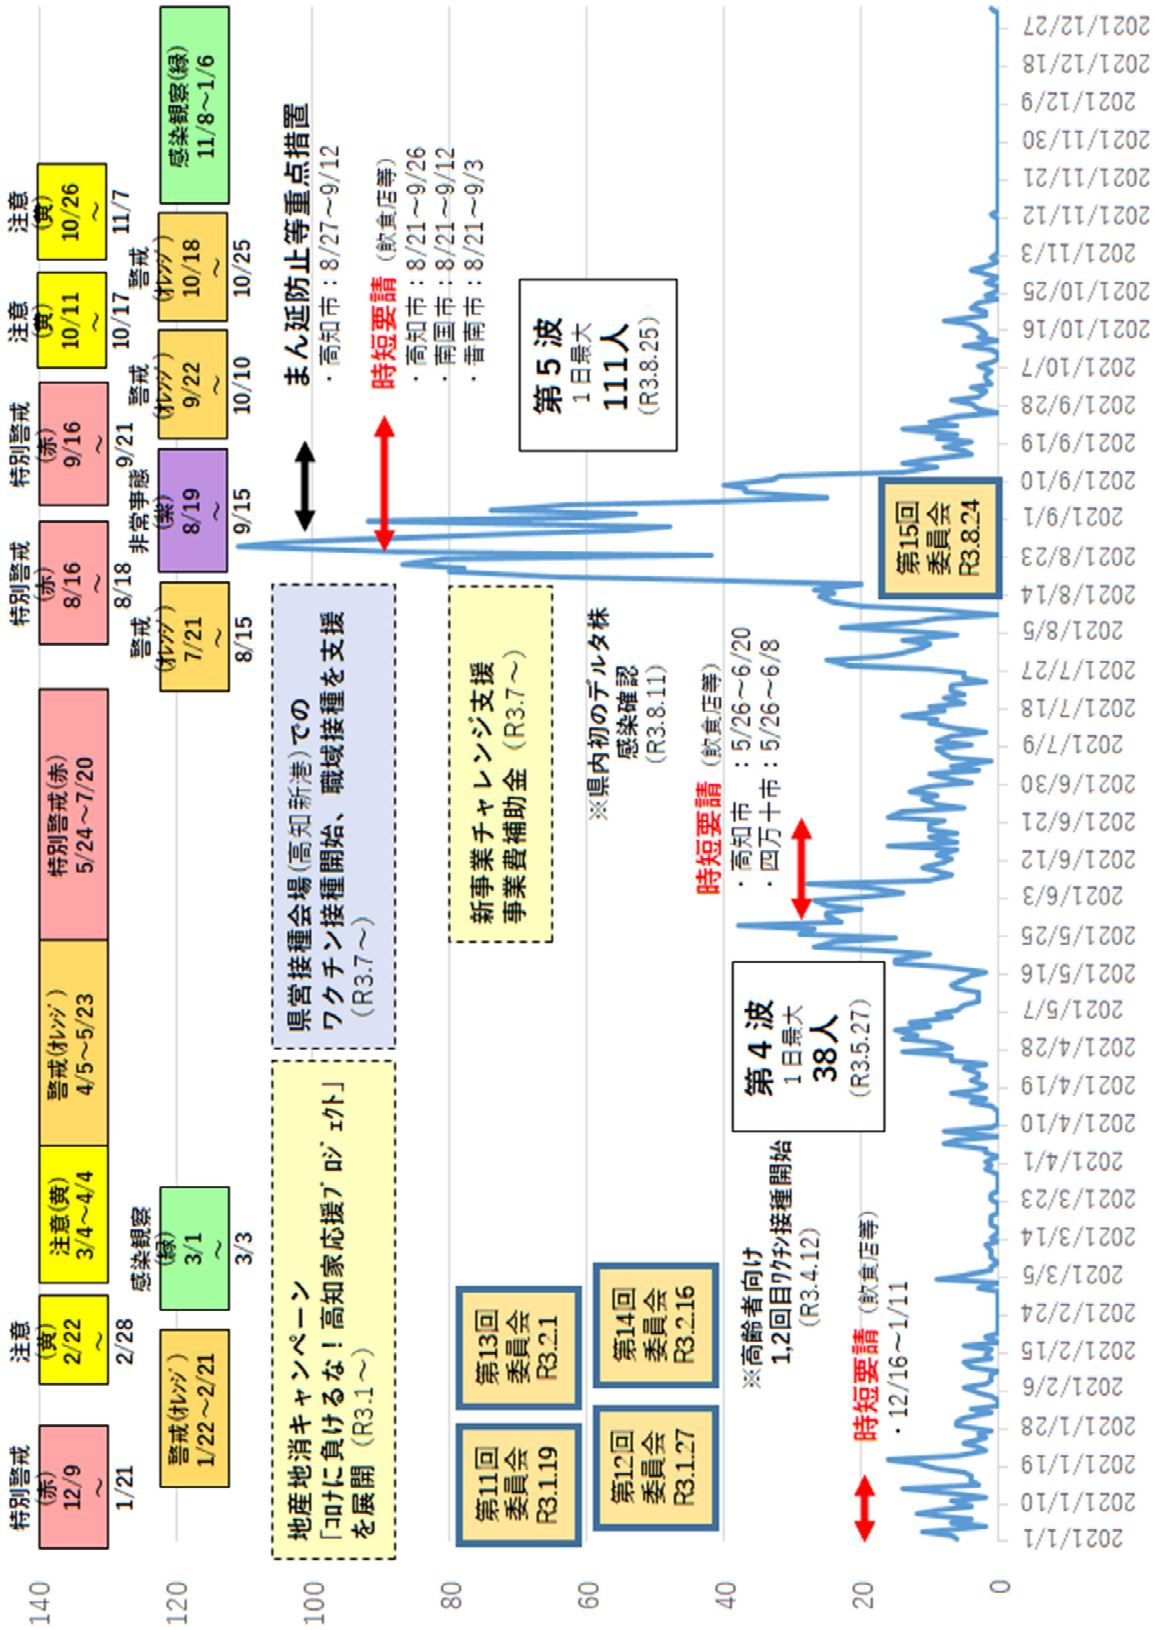 140
120
100
80
60
40
20
0
特別警戒
(赤)
12/9
～
1/21
警戒(ｵﾚﾝｼﾞ)
1/22～2/21
注意
(黄)
2/22
～
2/28
感染観察
(緑)
3/1
～
3/3
注意(黄)
3/4～4/4
警戒(ｵﾚﾝｼﾞ)
4/5～5/23
特別警戒(赤)
5/24～7/20
警戒
(ｵﾚﾝｼﾞ)
7/21
～
8/15
特別警戒
(赤)
8/16
～
8/18
非常事態
(紫)
8/19
～
9/15
特別警戒
(赤)
9/16
～
9/21
警戒
(ｵﾚﾝｼﾞ)
9/22
～
10/10
注意
(黄)
10/11
～
10/17
警戒
(ｵﾚﾝｼﾞ)
10/18
～
10/25
注意
(黄)
10/26
～
11/7
感染観察(緑)
11/8～1/6
地産地消キャンペーン
「ｺﾛﾅに負けるな！高知家応援ﾌﾟﾛｼﾞｪｸﾄ」
を展開（R3.1～）
県営接種会場(高知新港)での
ワクチン接種開始、職域接種を支援
（R3.7～）
まん延防止等重点措置
・高知市：8/27～9/12
時短要請（飲食店等）
・高知市：8/21～9/26
・南国市：8/21～9/12
・香南市：8/21～9/3
新事業チャレンジ支援
事業費補助金（R3.7～）
第５波
１日最大
111人
（R3.8.25）
第11回
委員会
R3.1.19
第13回
委員会
R3.2.1
第12回
委員会
R3.1.27
第14回
委員会
R3.2.16
※県内初のデルタ株
感染確認
（R3.8.11）
時短要請（飲食店等）
・高知市　：5/26～6/20
・四万十市：5/26～6/8
※高齢者向け
1,2回目ﾜｸﾁﾝ接種開始
（R3.4.12）
第４波
１日最大
38人
（R3.5.27）
時短要請（飲食店等）
・12/16～1/11
第15回
委員会
R3.8.24
2021/1/1
2021/1/10
2021/1/19
2021/1/28
2021/2/6
2021/2/15
2021/2/24
2021/3/5
2021/3/14
2021/3/23
2021/4/1
2021/4/10
2021/4/19
2021/4/28
2021/5/7
2021/5/16
2021/5/25
2021/6/3
2021/6/12
2021/6/21
2021/6/30
2021/7/9
2021/7/18
2021/7/27
2021/8/5
2021/8/14
2021/8/23
2021/9/1
2021/9/10
2021/9/19
2021/9/28
2021/10/7
2021/10/16
2021/10/25
2021/11/3
2021/11/12
2021/11/21
2021/11/30
2021/12/9
2021/12/18
2021/12/27